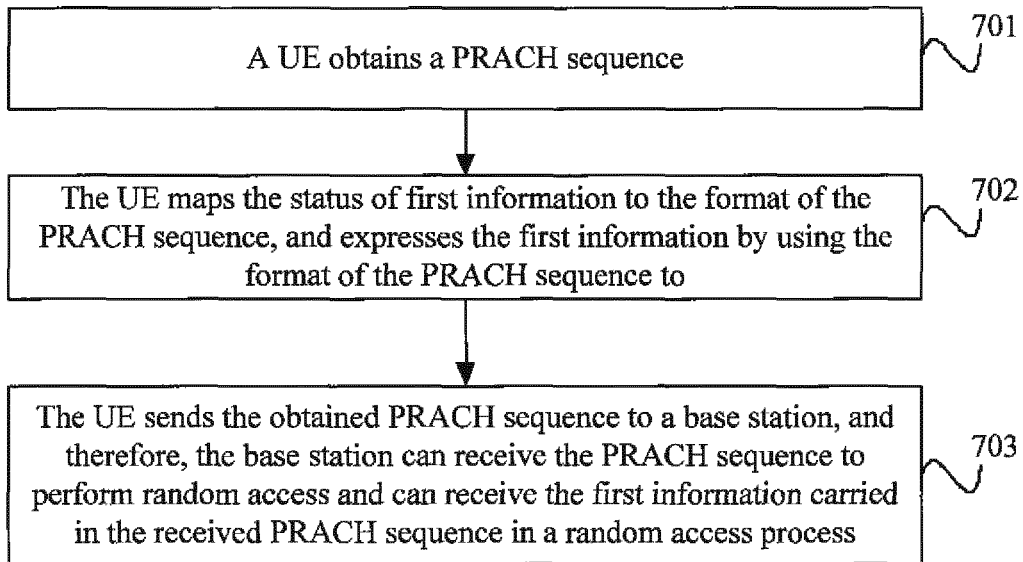 A UE obtains a PRACH sequence
701
The UE maps the status of first information to the format of the
PRACH sequence, and expresses the first information by using the
format of the PRACH sequence to
702
The UE sends the obtained PRACH sequence to a base station, and
therefore, the base station can receive the PRACH sequence to
perform random access and can receive the first information carried
in the received PRACH sequence in a random access process
703